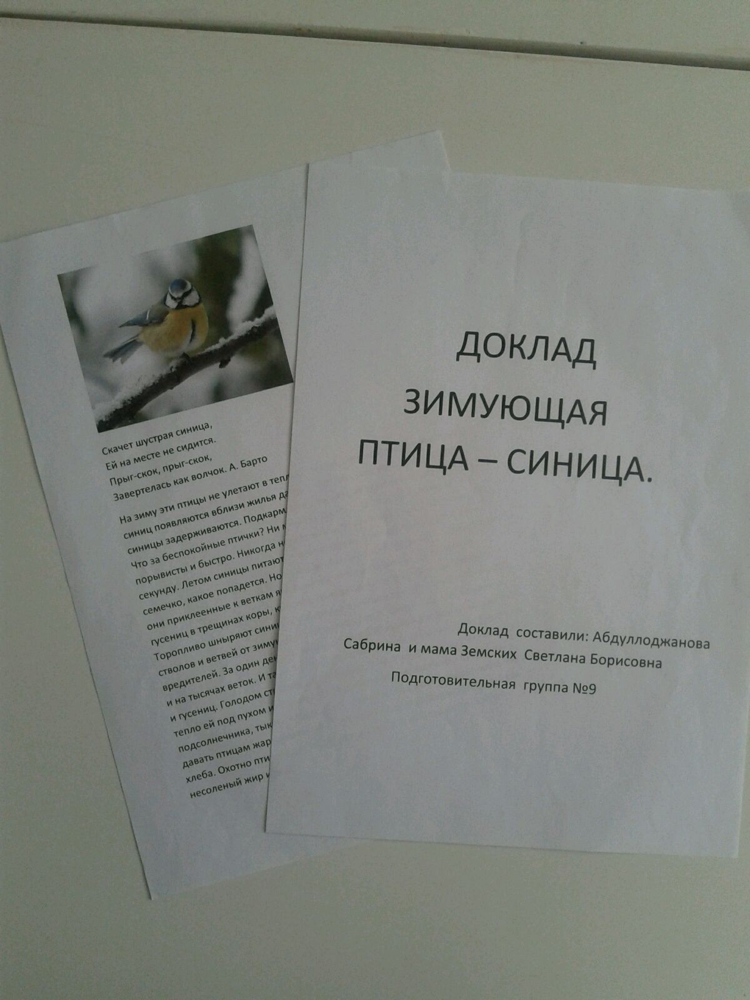 Скачет шустрая синица,
Ей на месте не сидится.
Прыг-скок, прыг-скок,
Завертелась как волчок. А. Барто
На зиму эти птицы не улетают в
синиц появляются вблизи жилья
синицы задерживаются.
Что за беспокойные птички? Ни
порывисты и быстро. Никогда
секунду. Летом синицы
семечко, какое попадется. Но
они приклеенные к веткам
гусениц в трещинах коры,
Торопливо шныряют
стволов и ветвей от
вредителей. За один
и на тысячах веток. И
и гусениц. Голодом
тепло ей под пухом и
подсолнечника,
давать птицам
хлеба. Охотно
несоленый жир и
ДОКЛАД
ЗИМУЮЩАЯ
ПТИЦА – СИНИЦА.
Доклад составили: Абдуллоджанова
Сабрина и мама Земских Светлана Борисовна
Подготовительная группа №9